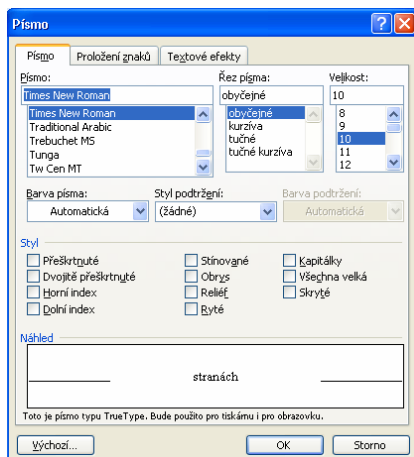 Písmo
Písmo Proložení znaků Textové efekty
Písmo: Řez písma: Velikost:
Times New Roman obyčejné 10
Times New Roman obyčejné 8
Traditional Arabic kurzíva 9
Trebuchet MS tučné 10
Tunga tučné kurzíva 11
Tw Cen MT 12
Barva písma: Styl podtržení: Barva podtržení:
Automatická (žádné) Automatická
Styl
Přeškrtnuté Stínované Kapitálky
Dvojitě přeškrtnuté Obrys Všechna velká
Horní index Reliéf Skryté
Dolní index Ryté
Náhled
stranách
Toto je písmo typu TrueType. Bude použito pro tiskárnu i pro obrazovku.
Výchozí... OK Storno